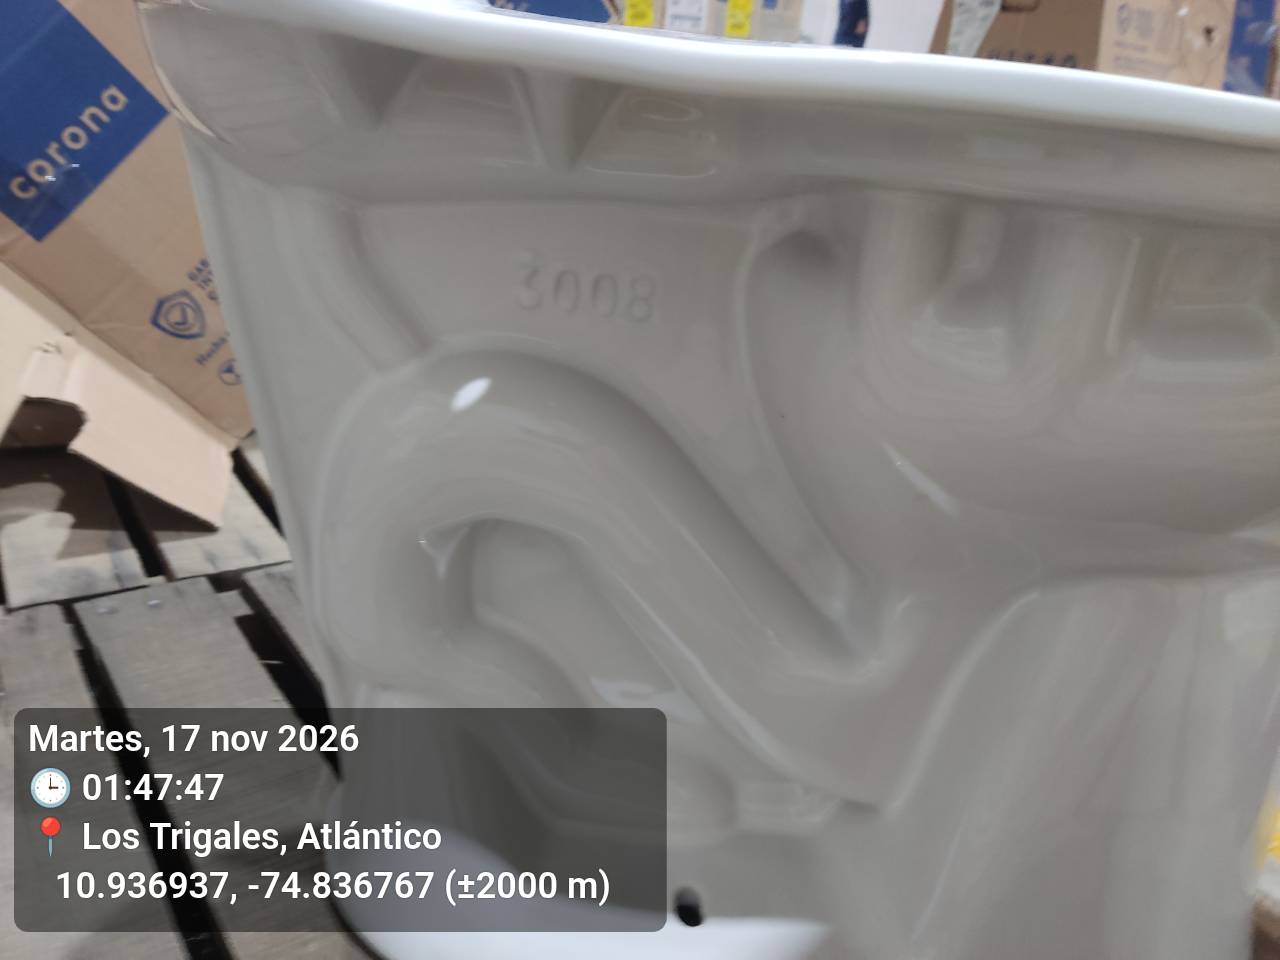 corona
3008
Martes, 17 nov 2026
01:47:47
Los Trigales, Atlántico
10.936937, -74.836767 (±2000 m)